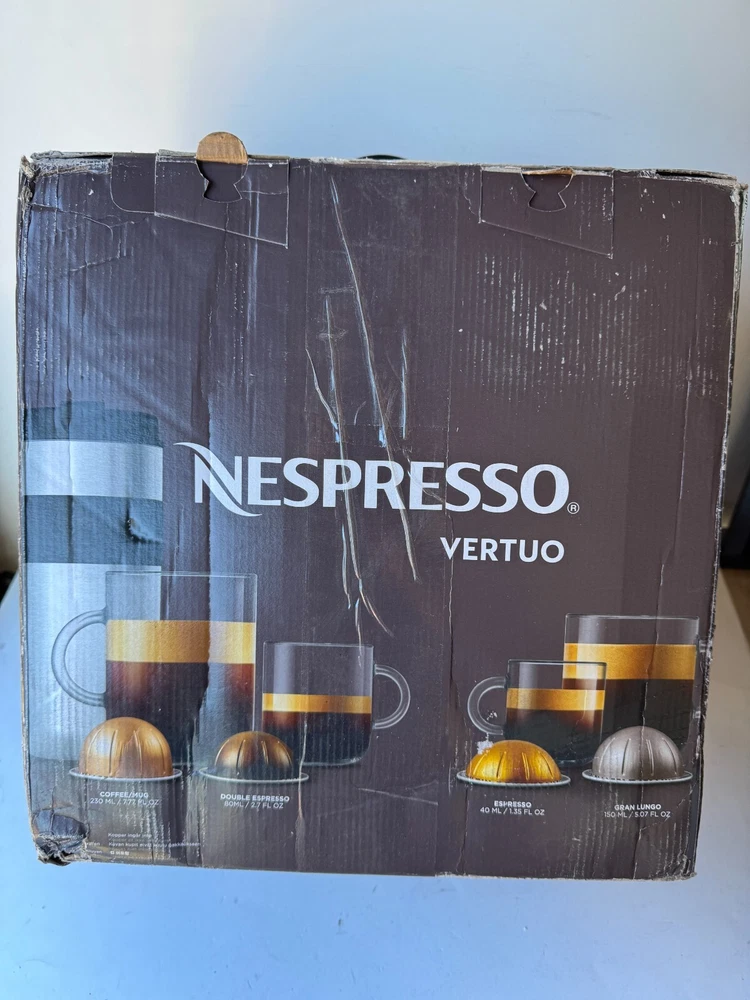 NESPRESSO®
VERTUO
COFFEE/MUG
230 ML / 7.77 FL OZ
DOUBLE ESPRESSO
80ML / 2.7 FL OZ
ESPRESSO
40 ML / 1.35 FL OZ
GRAN LUNGO
150 ML / 5.07 FL OZ